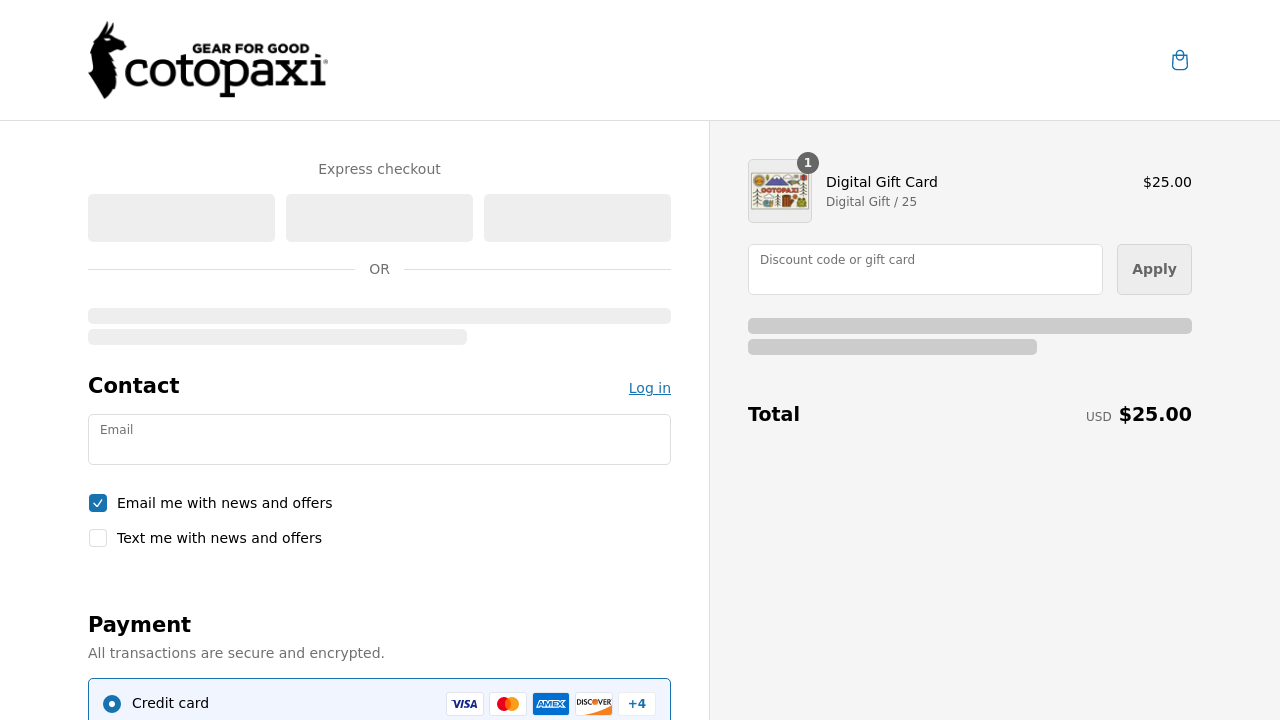 GEAR FOR GOOD
cotopaxi
Express checkout
OR
Contact
Log in
Email
Email me with news and offers
Text me with news and offers
Payment
All transactions are secure and encrypted.
Credit card
VISA
AMEX
DISCOVER
+4
COTOPAXI
1
Digital Gift Card
$25.00
Digital Gift / 25
Discount code or gift card
Apply
Total
USD $25.00